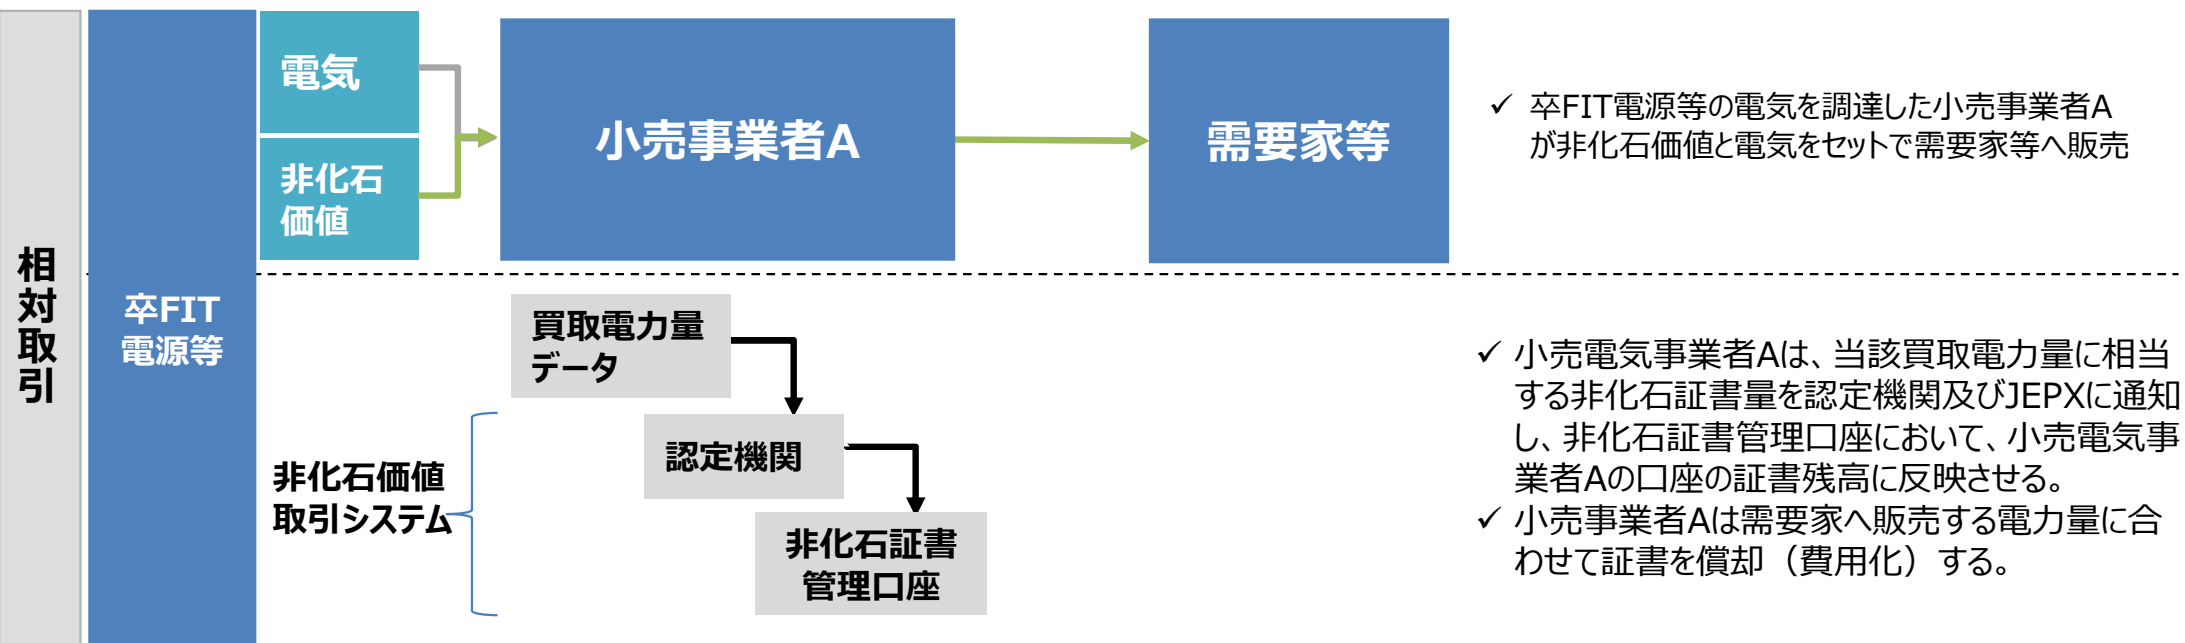 相対取引
卒FIT
電源等
電気
非化石
価値
小売事業者A
需要家等
✓ 卒FIT電源等の電気を調達した小売事業者A
が非化石価値と電気をセットで需要家等へ販売
買取電力量
データ
認定機関
非化石証書
管理口座
非化石価値
取引システム
✓ 小売電気事業者Aは、当該買取電力量に相当
する非化石証書量を認定機関及びJEPXに通知
し、非化石証書管理口座において、小売電気事
業者Aの口座の証書残高に反映させる。
✓ 小売事業者Aは需要家へ販売する電力量に合
わせて証書を償却（費用化）する。